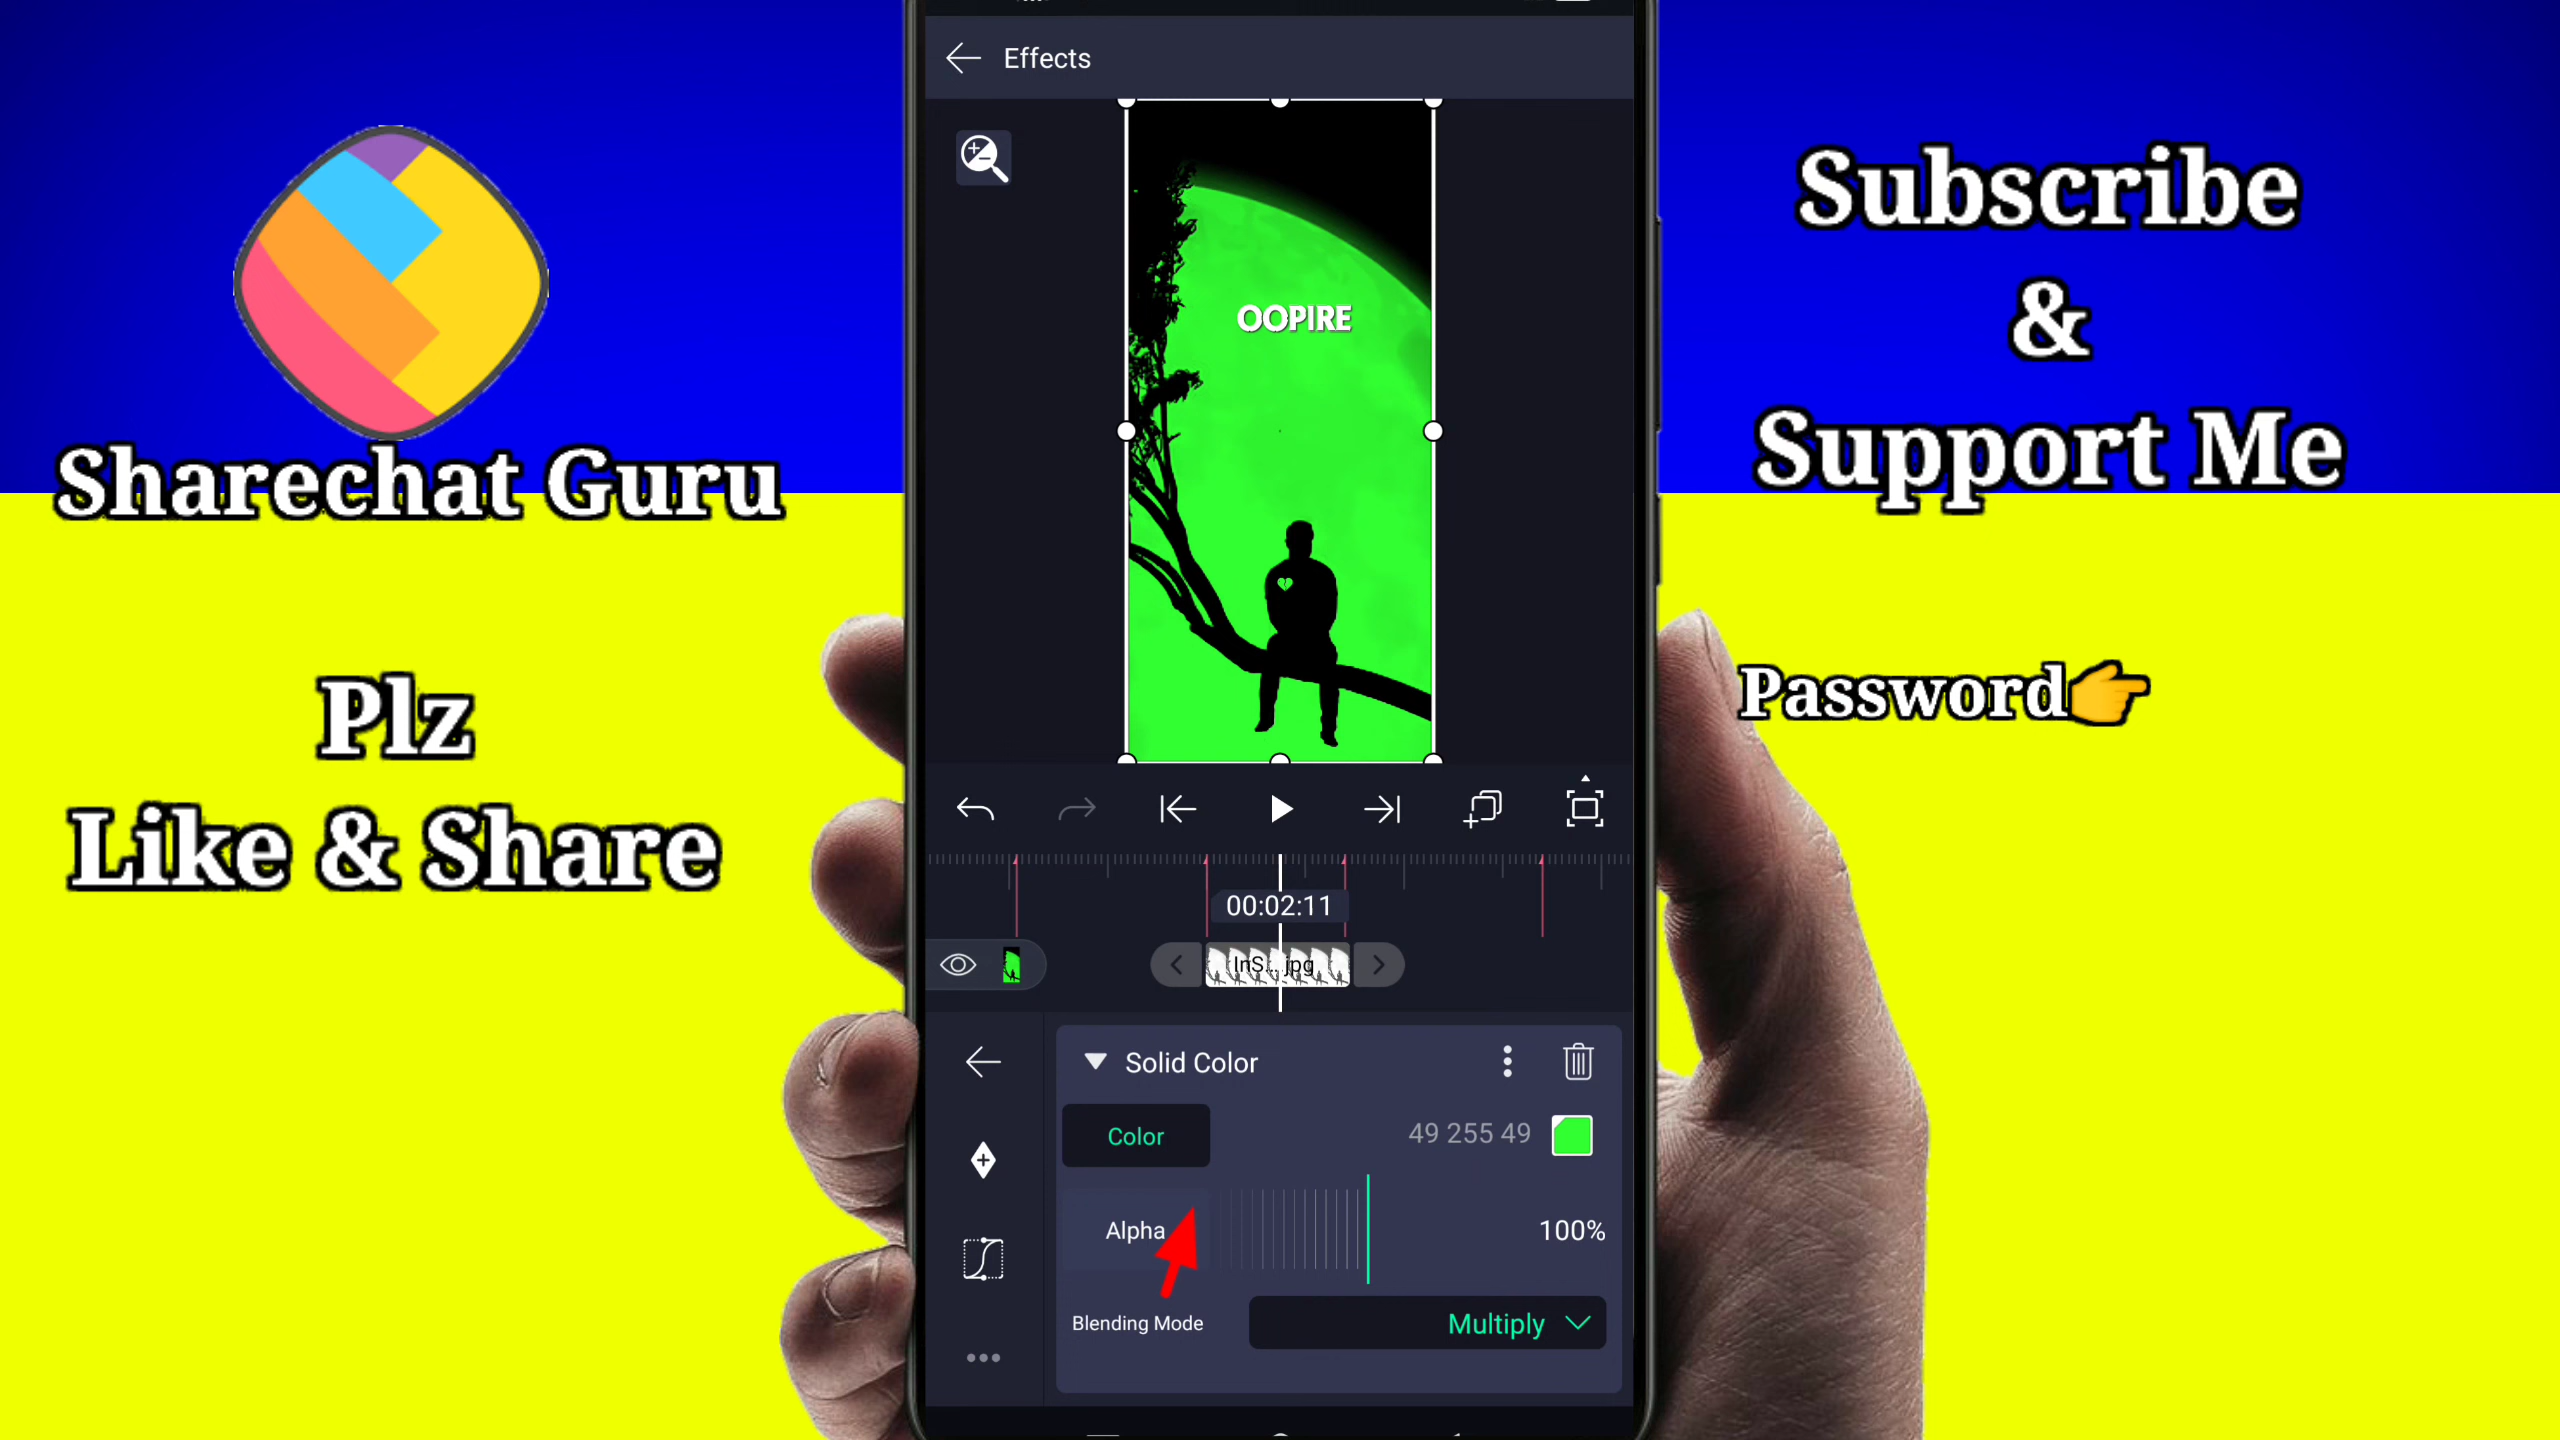 Effects
OOPIRE
Sharechat Guru
Plz
Like & Share
Subscribe
&
Support Me
Password👉
00:02:11
InS... jpg
Solid Color
Color
49 255 49
Alpha
100%
Blending Mode
Multiply